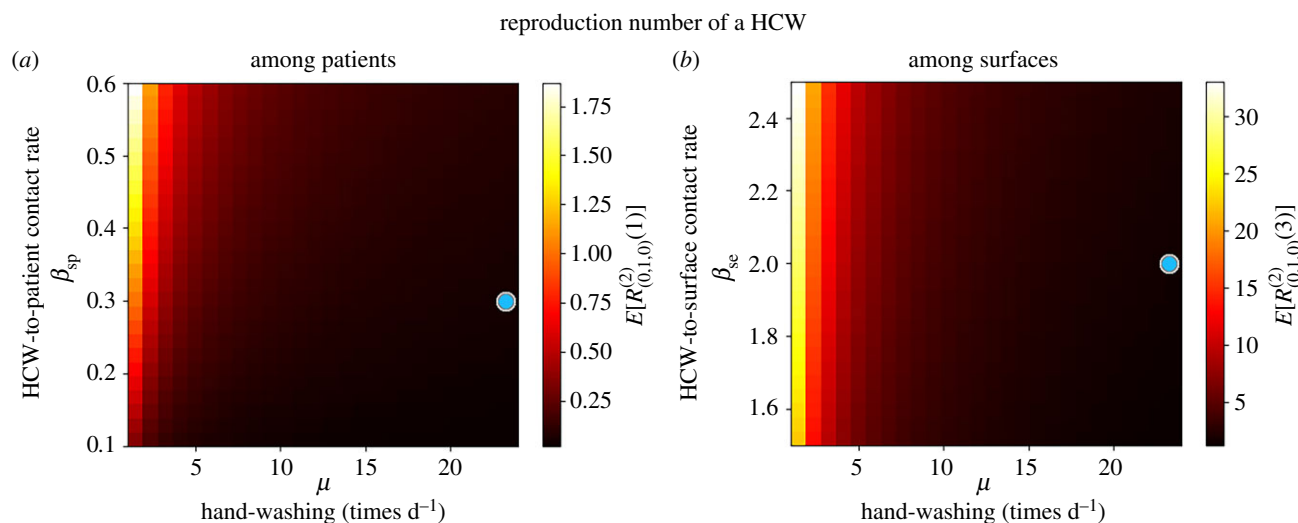 reproduction number of a HCW
(a)
among patients
HCW-to-patient contact rate
βsp
0.6
0.5
0.4
0.3
0.2
0.1
5
10
15
20
μ
hand-washing (times d⁻¹)
1.75
1.50
1.25
1.00
0.75
0.50
0.25
E[R^{(2)}_{(0,1,0)}(1)]
(b)
among surfaces
HCW-to-surface contact rate
βse
2.4
2.2
2.0
1.8
1.6
5
10
15
20
μ
hand-washing (times d⁻¹)
30
25
20
15
10
5
E[R^{(2)}_{(0,1,0)}(3)]